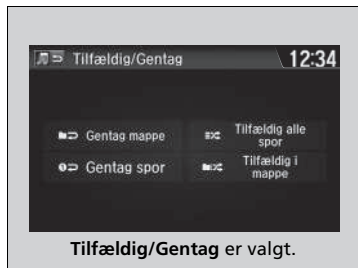 Tilfældig/Gentag
12:34
Gentag mappe
Tilfældig alle
spor
Gentag spor
Tilfældig i
mappe
Tilfældig/Gentag er valgt.